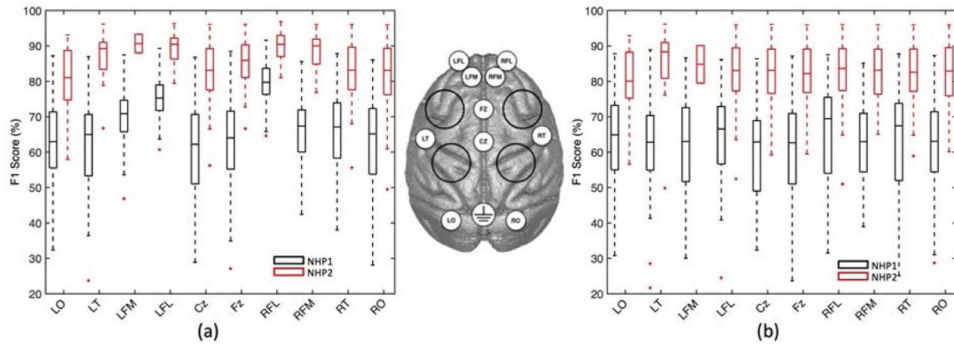 100
90
80
70
60
50
40
30
20
F1 Score (%)
NHP1
NHP2
LO
LT
LFM
LFL
Cz
Fz
RFL
RFM
RT
RO
(a)
LFL
RFL
LFM
RFM
FZ
LT
RT
CZ
LO
RO
100
90
80
70
60
50
40
30
20
F1 Score (%)
NHP1
NHP2
LO
LT
LFM
LFL
Cz
Fz
RFL
RFM
RT
RO
(b)